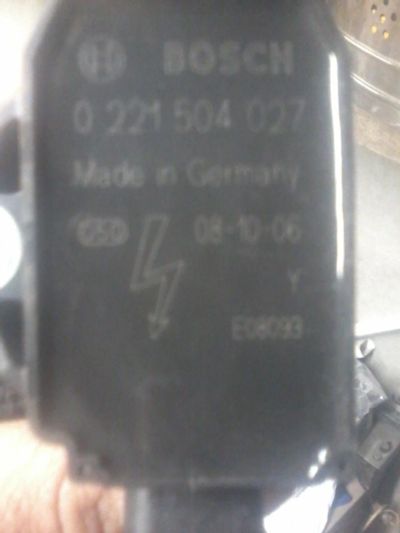 BOSCH
0 221 504 027
Made in Germany
08-10-06
Y
E08093